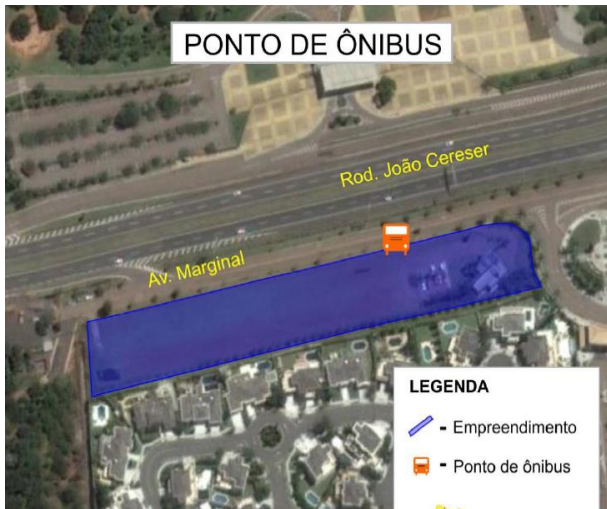 PONTO DE ÔNIBUS
Rod. João Cereser
Av. Marginal
LEGENDA
- Empreendimento
- Ponto de ônibus